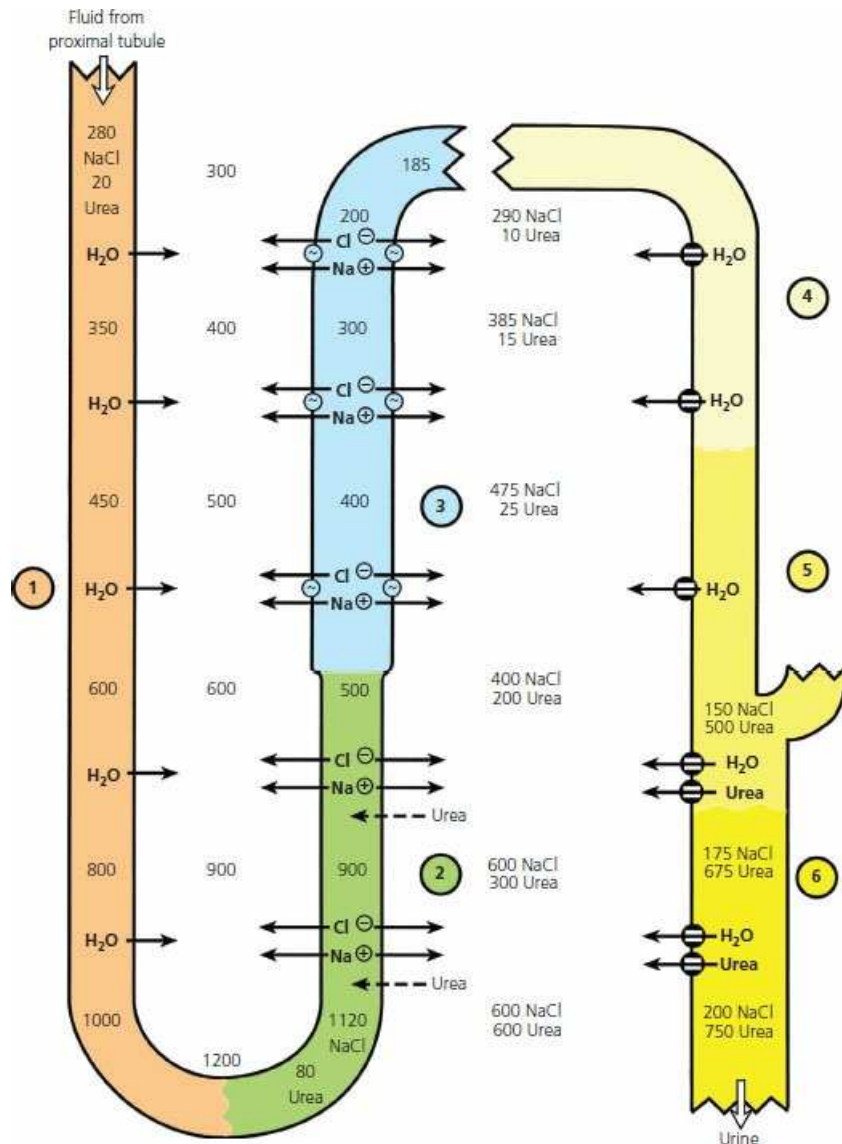 Fluid from
proximal tubule
280
NaCl
20
Urea
300
185
200
290 NaCl
10 Urea
H₂O
Cl ⊖
Na ⊕
~
~
H₂O
4
350
400
300
385 NaCl
15 Urea
H₂O
Cl ⊖
Na ⊕
~
~
H₂O
450
500
400
3
475 NaCl
25 Urea
1
H₂O
Cl ⊖
Na ⊕
~
~
H₂O
5
600
600
500
400 NaCl
200 Urea
150 NaCl
500 Urea
H₂O
Cl ⊖
Na ⊕
Urea
H₂O
Urea
800
900
900
2
600 NaCl
300 Urea
175 NaCl
675 Urea
6
H₂O
Cl ⊖
Na ⊕
Urea
H₂O
Urea
1000
1200
1120
NaCl
80
Urea
600 NaCl
600 Urea
200 NaCl
750 Urea
Urine